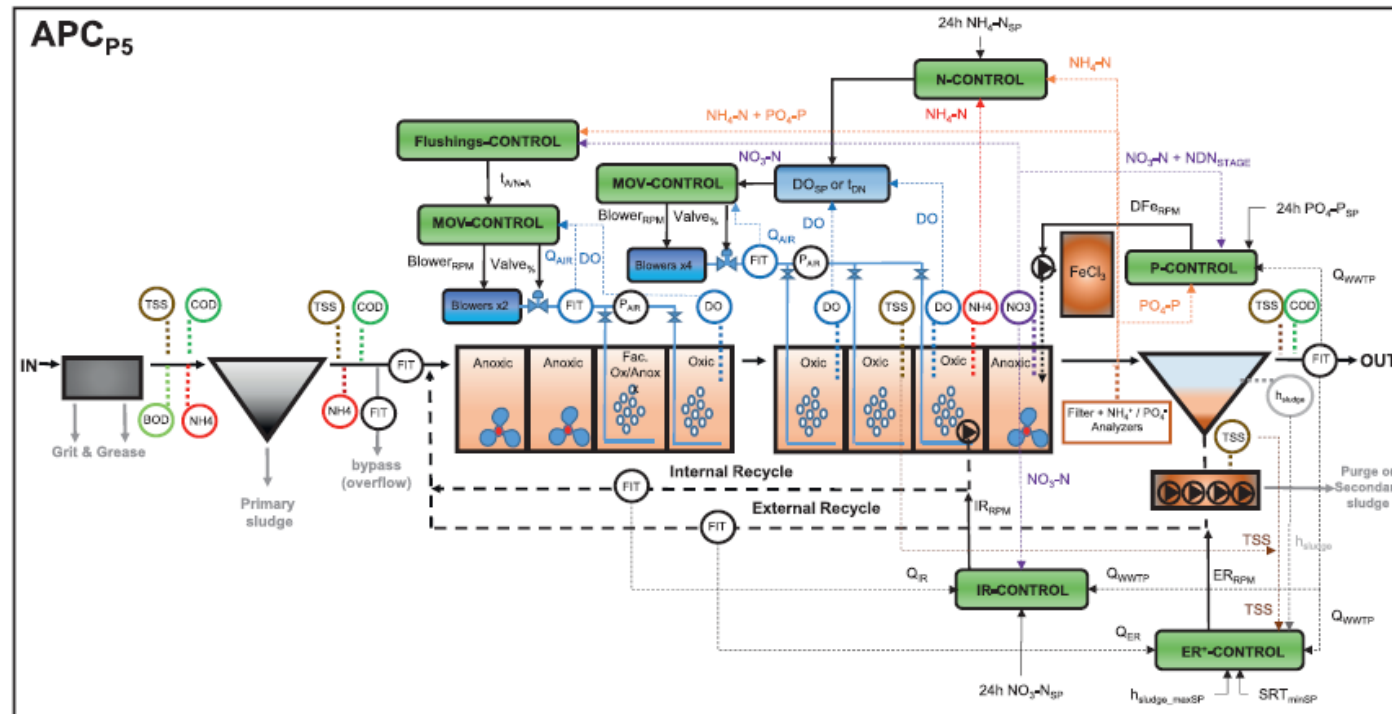 APCP5
24h NH₄-NSP
N-CONTROL
NH₄-N
NH₄-N + PO₄-P
NH₄-N
Flushings-CONTROL
NO₃-N
NO₃-N + NDNSTAGE
MOV-CONTROL
DOSP or tDN
tA/N-A
DFeRPM
24h PO₄-PSP
BlowerRPM
Valve%
DO
DO
MOV-CONTROL
QAIR
FeCl₃
P-CONTROL
QWWTP
BlowerRPM
Valve%
QAIR
DO
Blowers x4
FIT
PAIR
PO₄-P
TSS
COD
TSS
COD
Blowers x2
FIT
PAIR
DO
DO
TSS
DO
NH4
NO3
TSS
COD
IN
FIT
Anoxic
Anoxic
Fac.
Ox/Anox
x
Oxic
Oxic
Oxic
Oxic
Anoxic
FIT
OUT
BOD
NH4
NH4
FIT
hsludge
Filter + NH₄⁺ / PO₄⁻
Analyzers
TSS
Grit & Grease
bypass
(overflow)
Primary
sludge
Internal Recycle
FIT
External Recycle
FIT
IRRPM
NO₃-N
Purge or
Secondary
sludge
TSS
hsludge
QIR
IR-CONTROL
QWWTP
ERRPM
TSS
QWWTP
QER
ER⁺-CONTROL
24h NO₃-NSP
hsludge_maxSP
SRTminSP